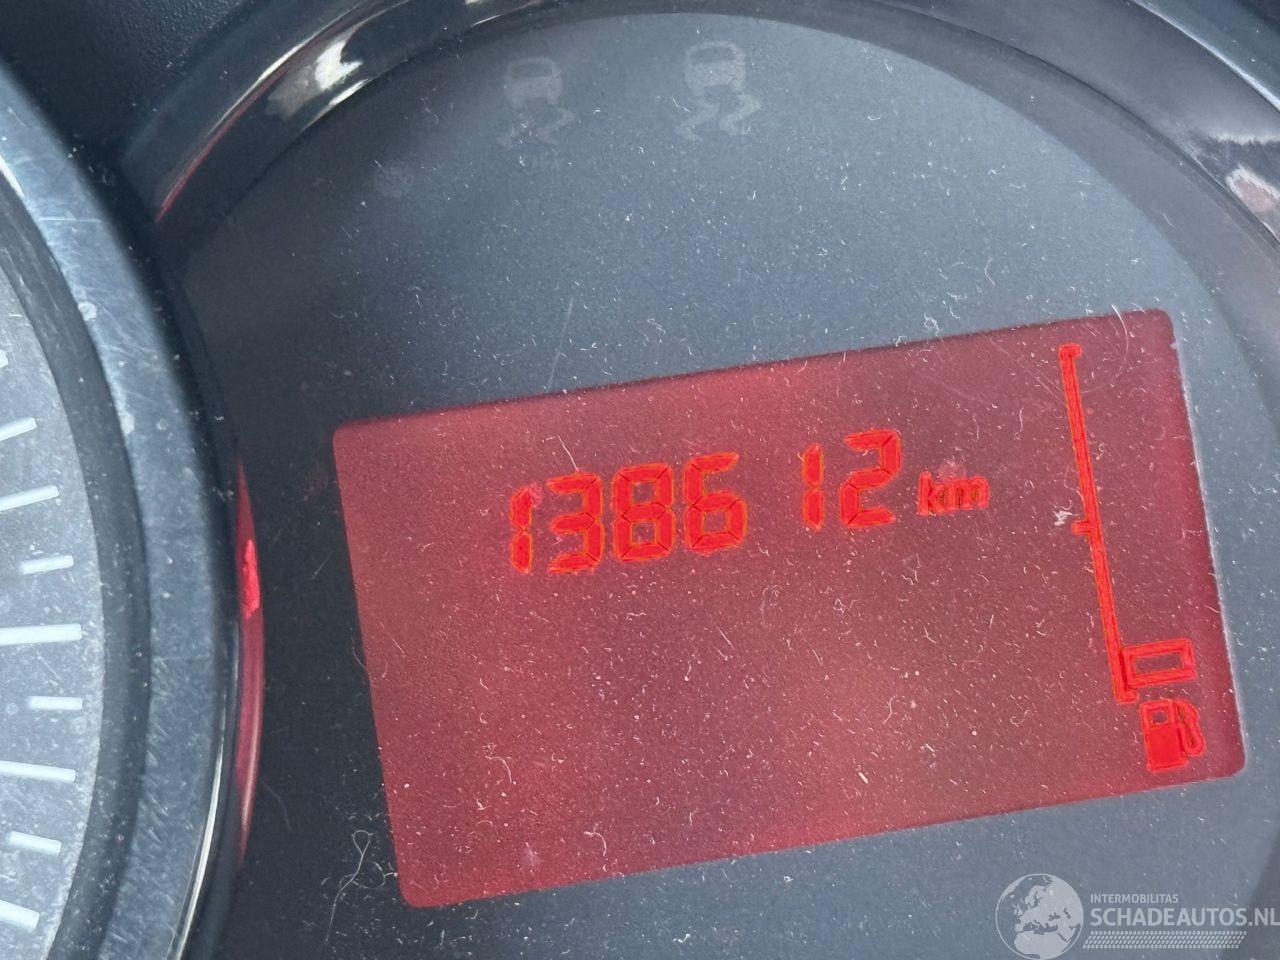 138612 km
INTERMOBILITAS
SCHADEAUTOS.NL